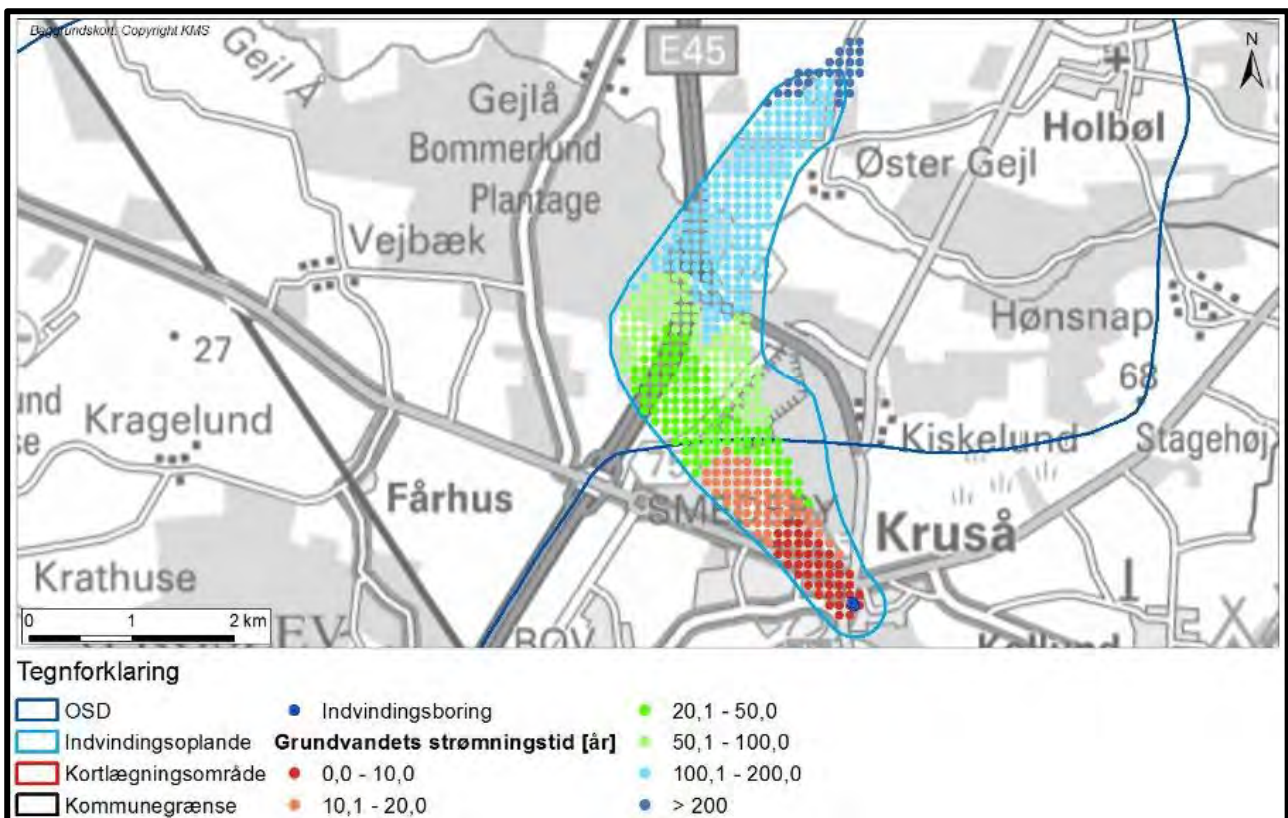 Baggrundskort: Copyright KMS
Gejl Å
E45
N
Gejlå
Bommerlund
Plantage
Holbøl
Øster Gejl
Vejbæk
Hønsnap
27
68
Kragelund
Kiskelund
Stagehøj
Fårhus
Kruså
Krathuse
0 1 2 km
BOV
Tegnforklaring
OSD
Indvindingsoplande
Kortlægningsområde
Kommunegrænse
Indvindingsboring
Grundvandets strømningstid [år]
0,0 - 10,0
10,1 - 20,0
20,1 - 50,0
50,1 - 100,0
100,1 - 200,0
> 200